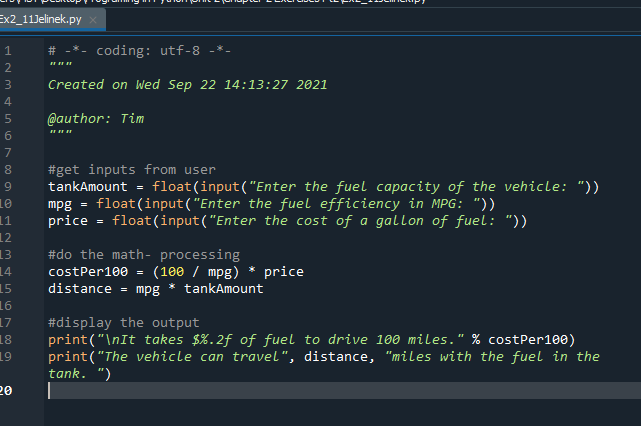 Ex2_11Jelinek.py
1 # -*- coding: utf-8 -*-
2 """
3 Created on Wed Sep 22 14:13:27 2021
4
5 @author: Tim
6 """
7
8 #get inputs from user
9 tankAmount = float(input("Enter the fuel capacity of the vehicle: "))
10 mpg = float(input("Enter the fuel efficiency in MPG: "))
11 price = float(input("Enter the cost of a gallon of fuel: "))
12
13 #do the math- processing
14 costPer100 = (100 / mpg) * price
15 distance = mpg * tankAmount
16
17 #display the output
18 print("\nIt takes $%.2f of fuel to drive 100 miles." % costPer100)
19 print("The vehicle can travel", distance, "miles with the fuel in the
tank. ")
20